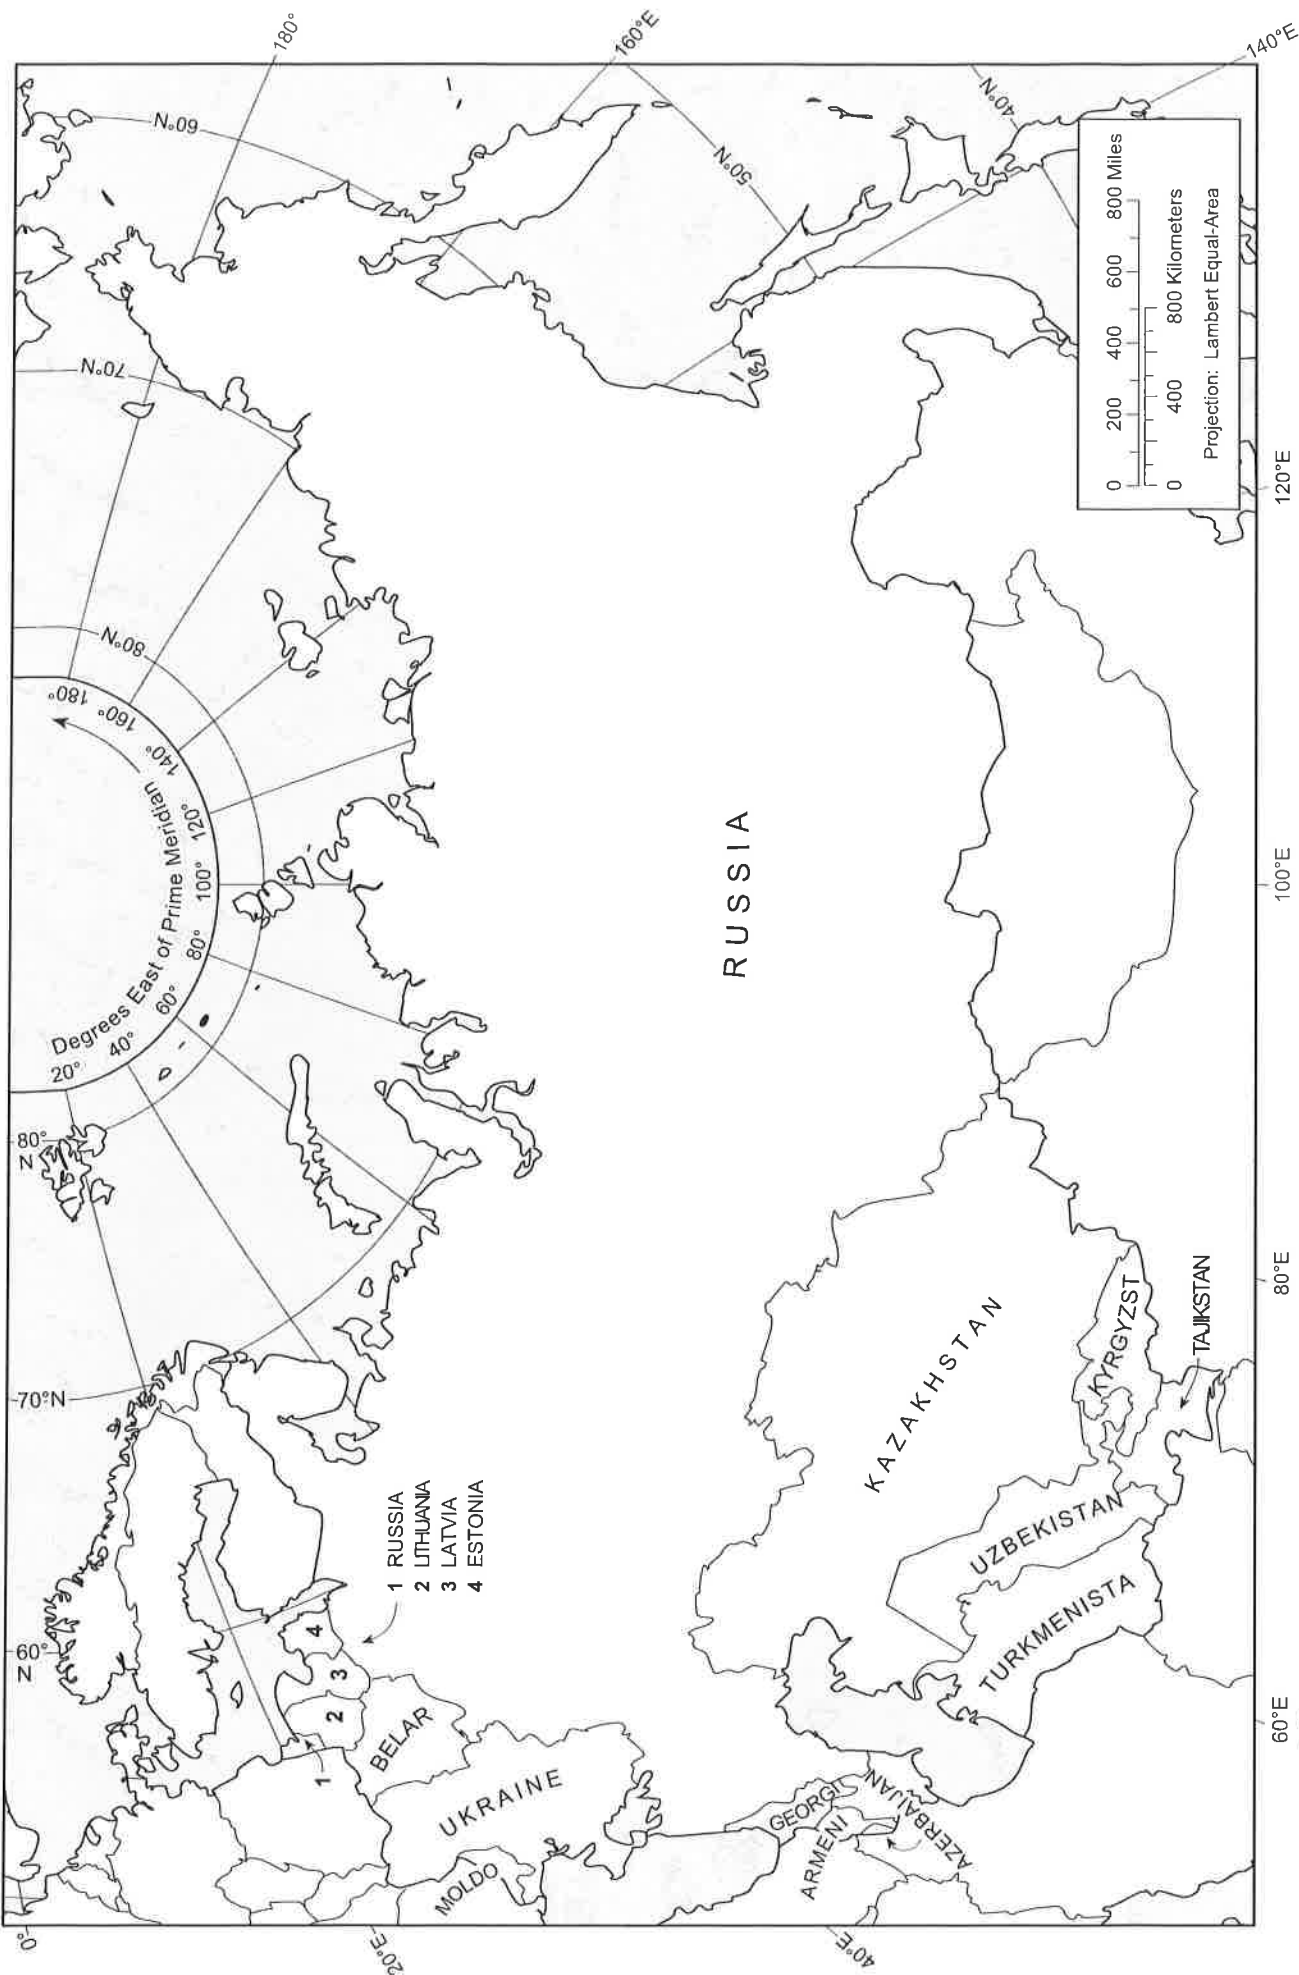 180°
160°E
140°E
60°N
50°N
40°N
70°N
80°N
180°
160°
140°
120°
100°
80°
60°
40°
20°
Degrees East of Prime Meridian
80°
N
70°N
60°
N
0°
20°E
40°E
60°E
80°E
100°E
120°E
RUSSIA
KAZAKHSTAN
KYRGYZST
TAJIKSTAN
UZBEKISTAN
TURKMENISTA
1 RUSSIA
2 LITHUANIA
3 LATVIA
4 ESTONIA
4
3
2
1
BELAR
UKRAINE
MOLDO
GEORGI
ARMENI
AZERBAIJAN
0 200 400 600 800 Miles
0 400 800 Kilometers
Projection: Lambert Equal-Area